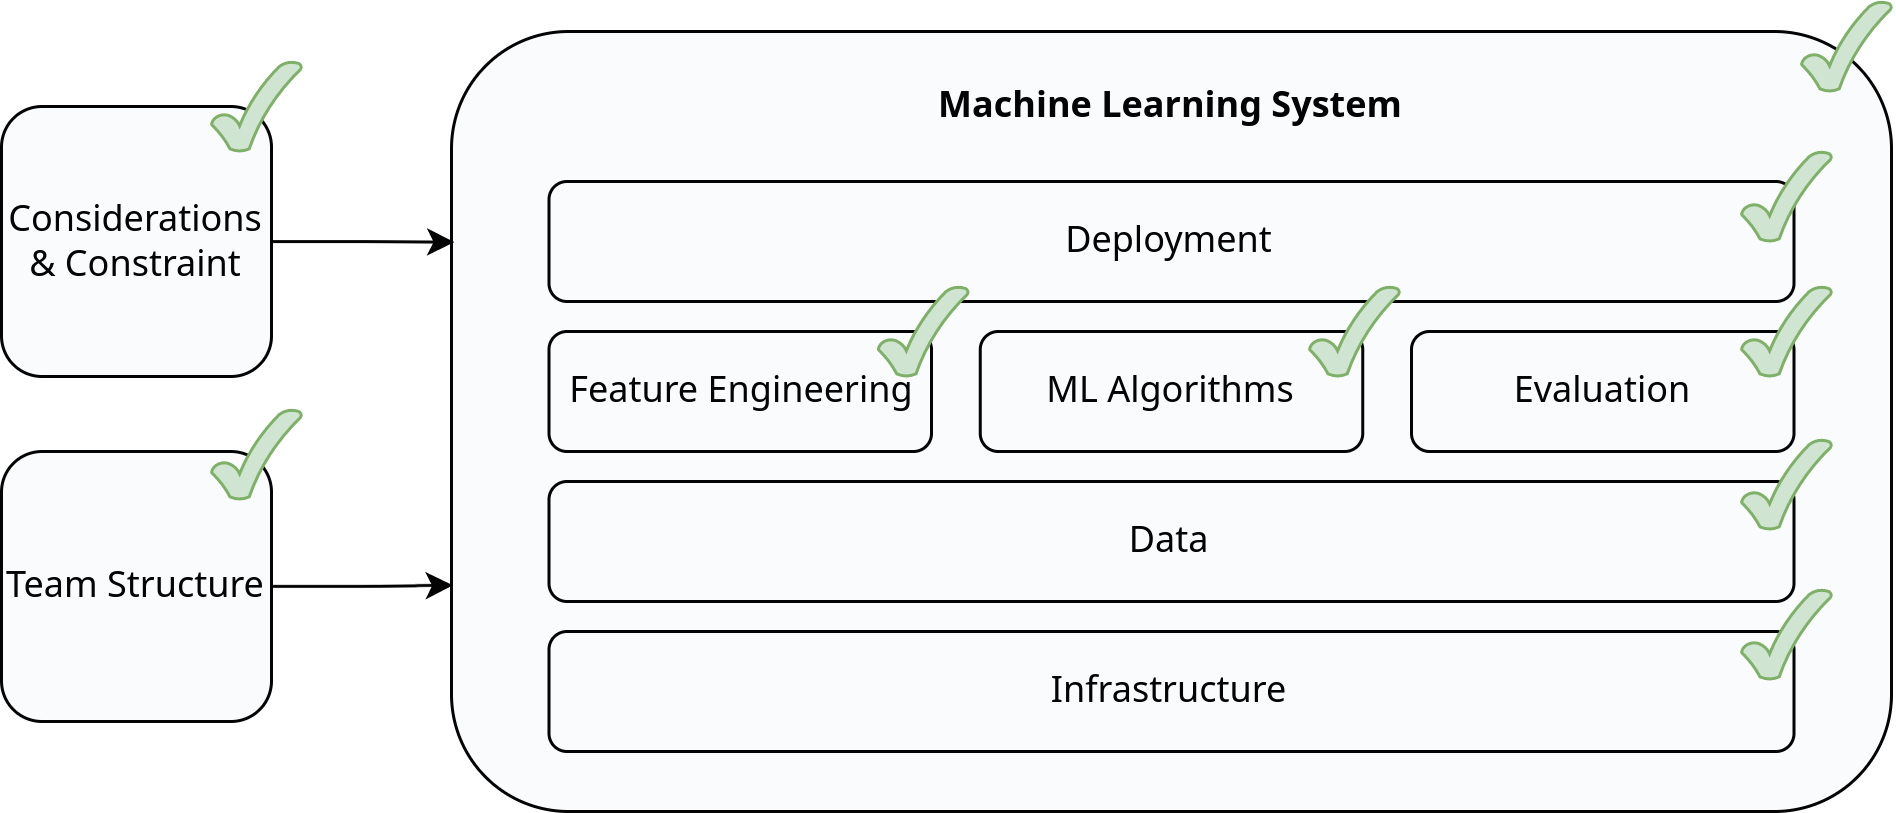 Machine Learning System
Considerations
& Constraint
Deployment
Feature Engineering
ML Algorithms
Evaluation
Team Structure
Data
Infrastructure